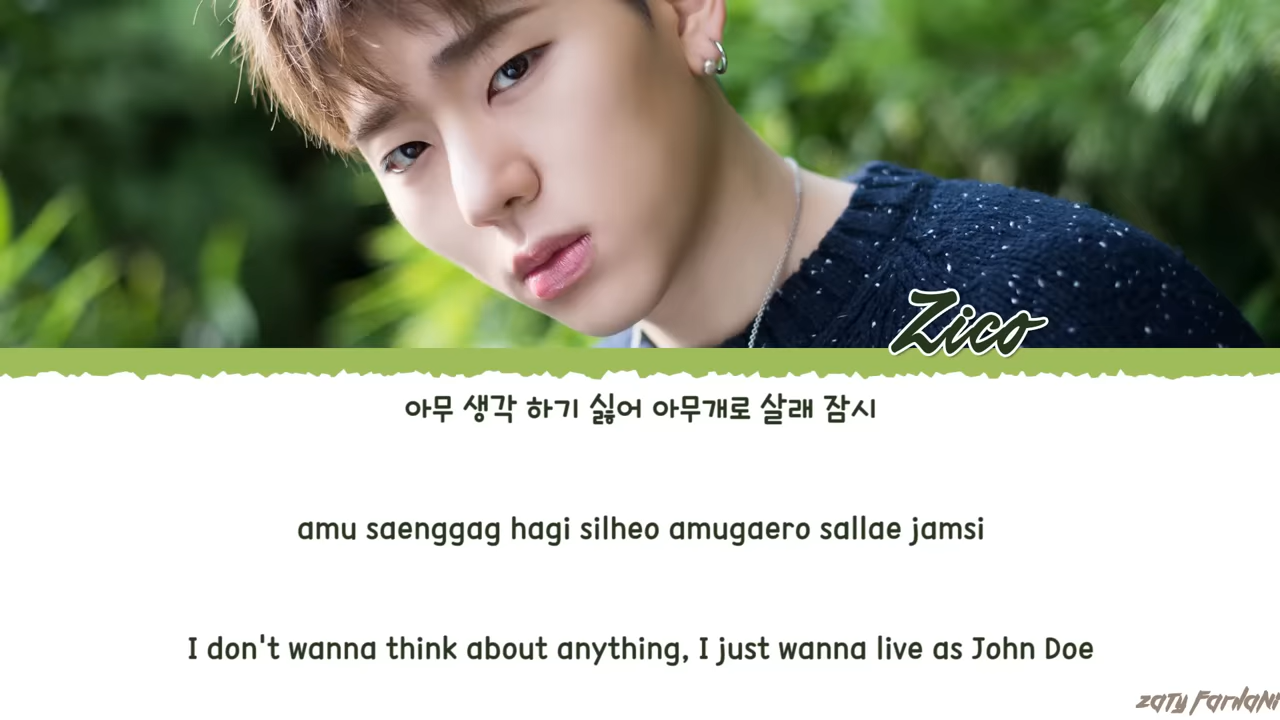 Zico
아무 생각 하기 싫어 아무개로 살래 잠시
amu saenggag hagi silheo amugaero sallae jamsi
I don't wanna think about anything, I just wanna live as John Doe
zaty farhani